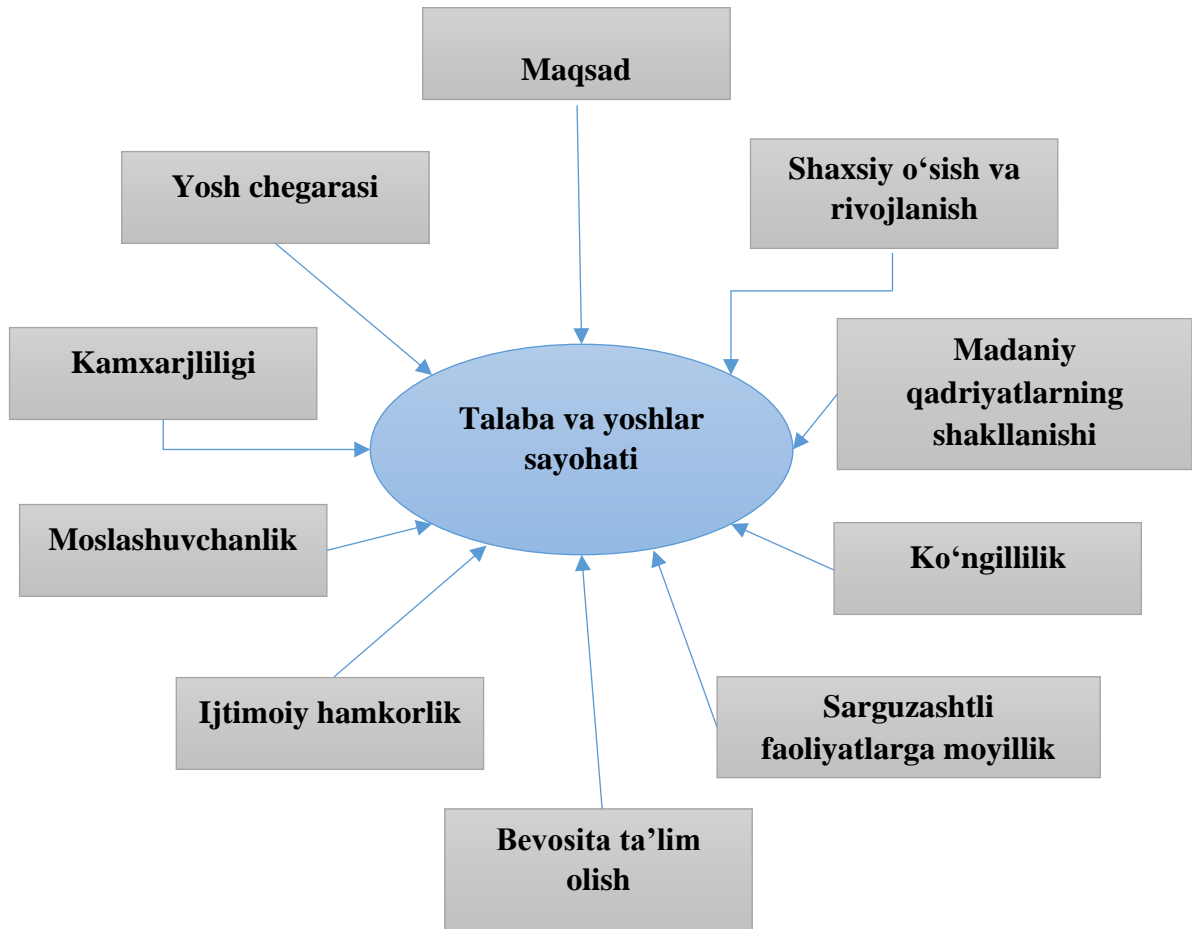 Maqsad
Yosh chegarasi
Shaxsiy o‘sish va
rivojlanish
Kamxarjliligi
Madaniy
qadriyatlarning
shakllanishi
Talaba va yoshlar
sayohati
Moslashuvchanlik
Ko‘ngillilik
Ijtimoiy hamkorlik
Sarguzashtli
faoliyatlarga moyillik
Bevosita ta’lim
olish